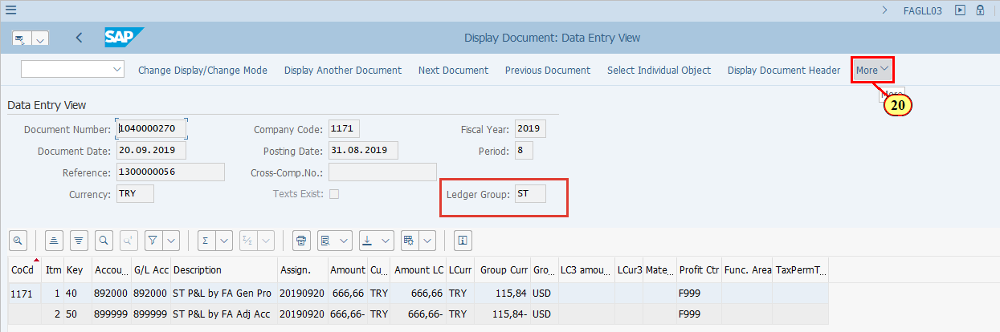 FAGLL03
SAP Display Document: Data Entry View
Change Display/Change Mode Display Another Document Next Document Previous Document Select Individual Object Display Document Header More
20
Data Entry View
Document Number: 1040000270 Company Code: 1171 Fiscal Year: 2019
Document Date: 20.09.2019 Posting Date: 31.08.2019 Period: 8
Reference: 1300000056 Cross-Comp.No.:
Currency: TRY Texts Exist: Ledger Group: ST
CoCd Itm Key Accou... G/L Acc Description Assign. Amount Cu... Amount LC LCurr Group Curr Gro... LC3 amou... LCur3 Mate... Profit Ctr Func. Area TaxPermT...
1171 1 40 892000 892000 ST P&L by FA Gen Pro 20190920 666,66 TRY 666,66 TRY 115,84 USD F999
2 50 899999 899999 ST P&L by FA Adj Acc 20190920 666,66- TRY 666,66- TRY 115,84- USD F999